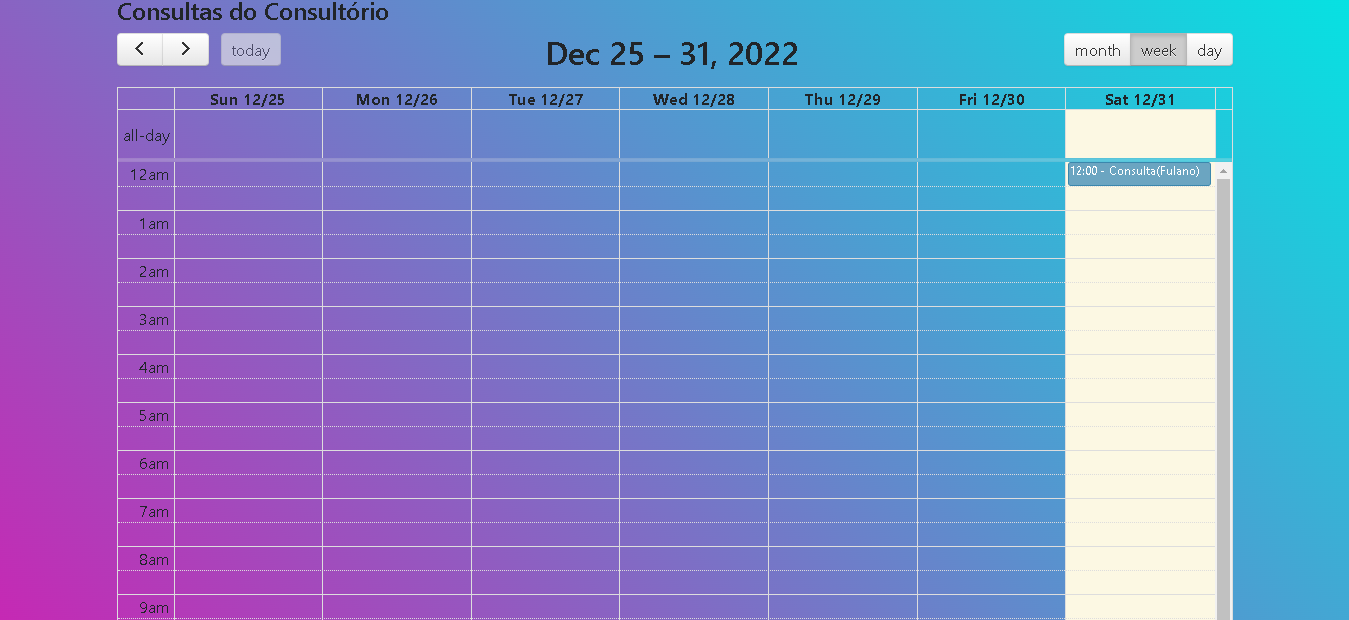 Consultas do Consultório
today
Dec 25 – 31, 2022
month week day
Sun 12/25 Mon 12/26 Tue 12/27 Wed 12/28 Thu 12/29 Fri 12/30 Sat 12/31
all-day
12am
12:00 - Consulta(Fulano)
1am
2am
3am
4am
5am
6am
7am
8am
9am